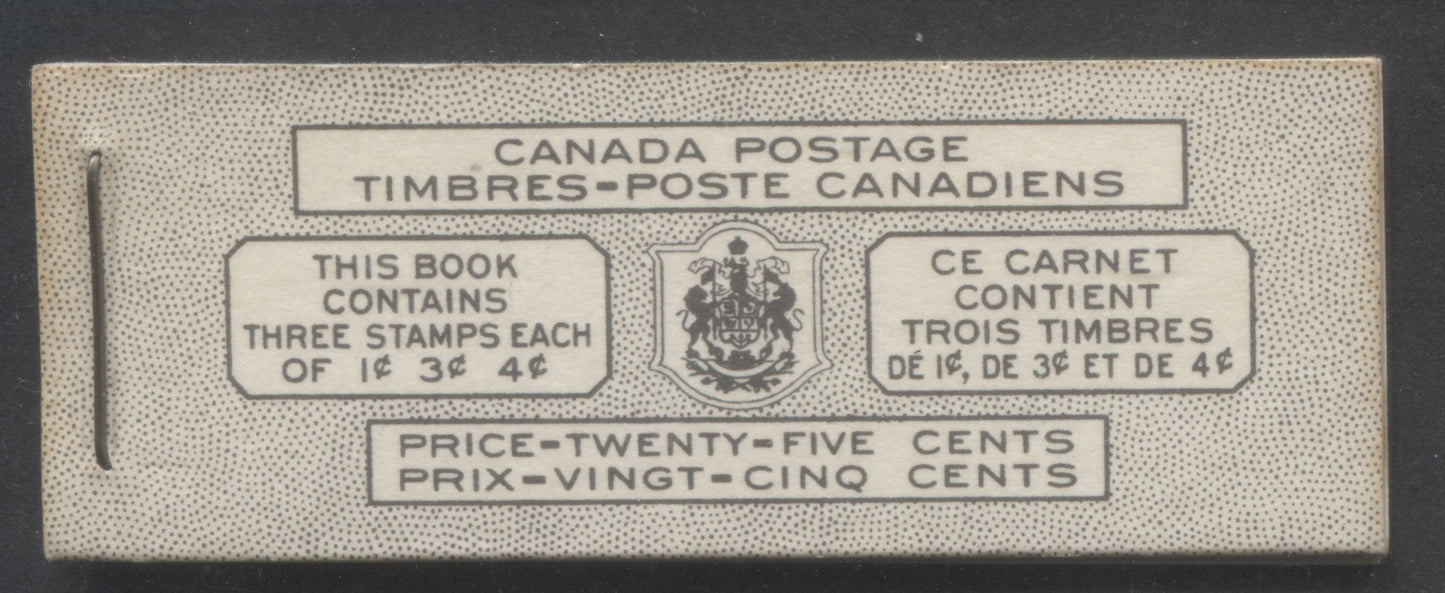 CANADA POSTAGE
TIMBRES-POSTE CANADIENS
THIS BOOK
CONTAINS
THREE STAMPS EACH
OF 1¢ 3¢ 4¢
CE CARNET
CONTIENT
TROIS TIMBRES
DÉ 1¢, DE 3¢ ET DE 4¢
PRICE-TWENTY-FIVE CENTS
PRIX-VINGT-CINQ CENTS